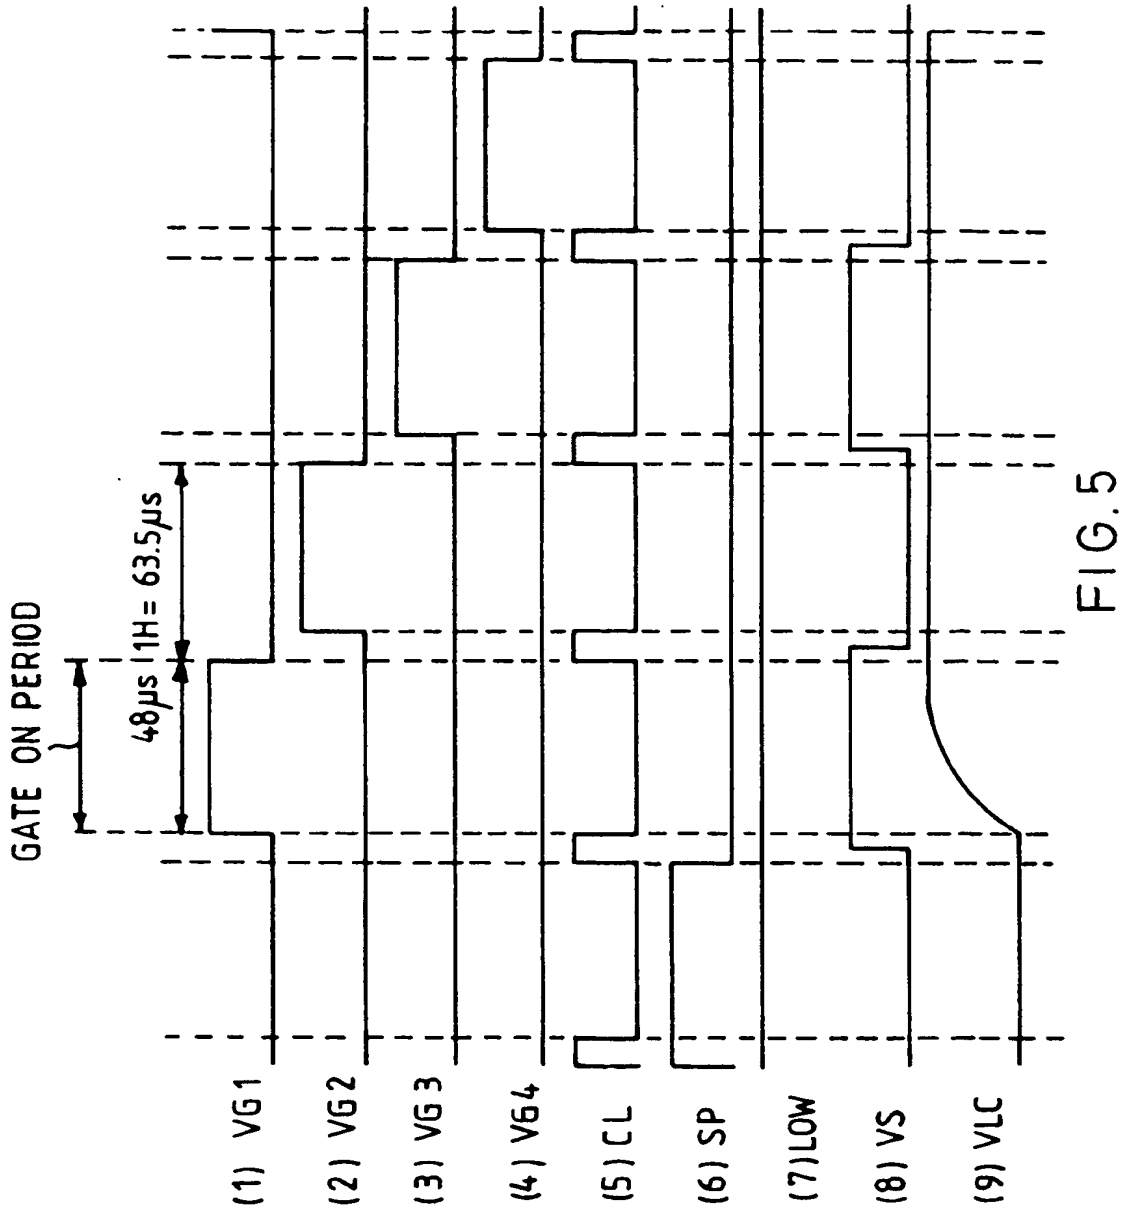 GATE ON PERIOD
48μs
1H = 63.5μs
(1) VG1
(2) VG2
(3) VG3
(4) VG4
(5) CL
(6) SP
(7) LOW
(8) VS
(9) VLC
FIG. 5